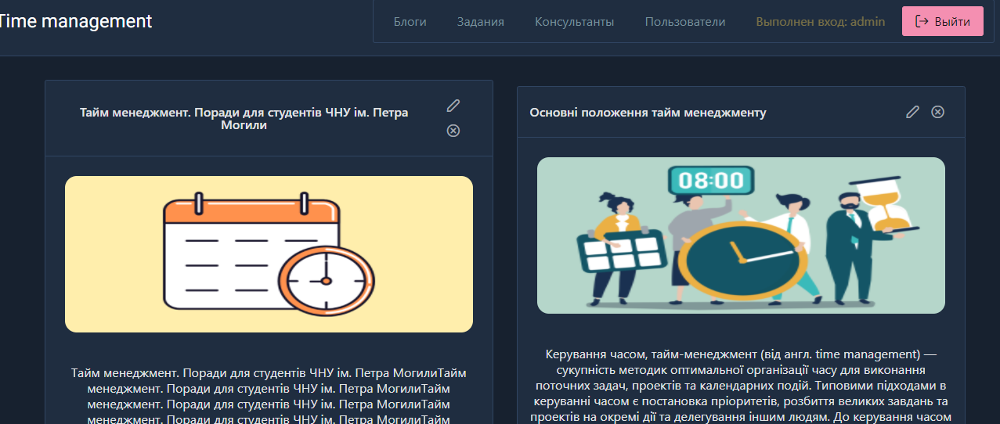 Time management
Блоги
Задания
Консультанты
Пользователи
Выполнен вход: admin
Выйти
Тайм менеджмент. Поради для студентів ЧНУ ім. Петра
Могили
Основні положення тайм менеджменту
08:00
Тайм менеджмент. Поради для студентів ЧНУ ім. Петра МогилиТайм
менеджмент. Поради для студентів ЧНУ ім. Петра МогилиТайм
менеджмент. Поради для студентів ЧНУ ім. Петра МогилиТайм
менеджмент. Поради для студентів ЧНУ ім. Петра МогилиТайм
Керування часом, тайм-менеджмент (від англ. time management) —
сукупність методик оптимальної організації часу для виконання
поточних задач, проектів та календарних подій. Типовими підходами в
керуванні часом є постановка пріоритетів, розбиття великих завдань та
проектів на окремі дії та делегування іншим людям. До керування часом